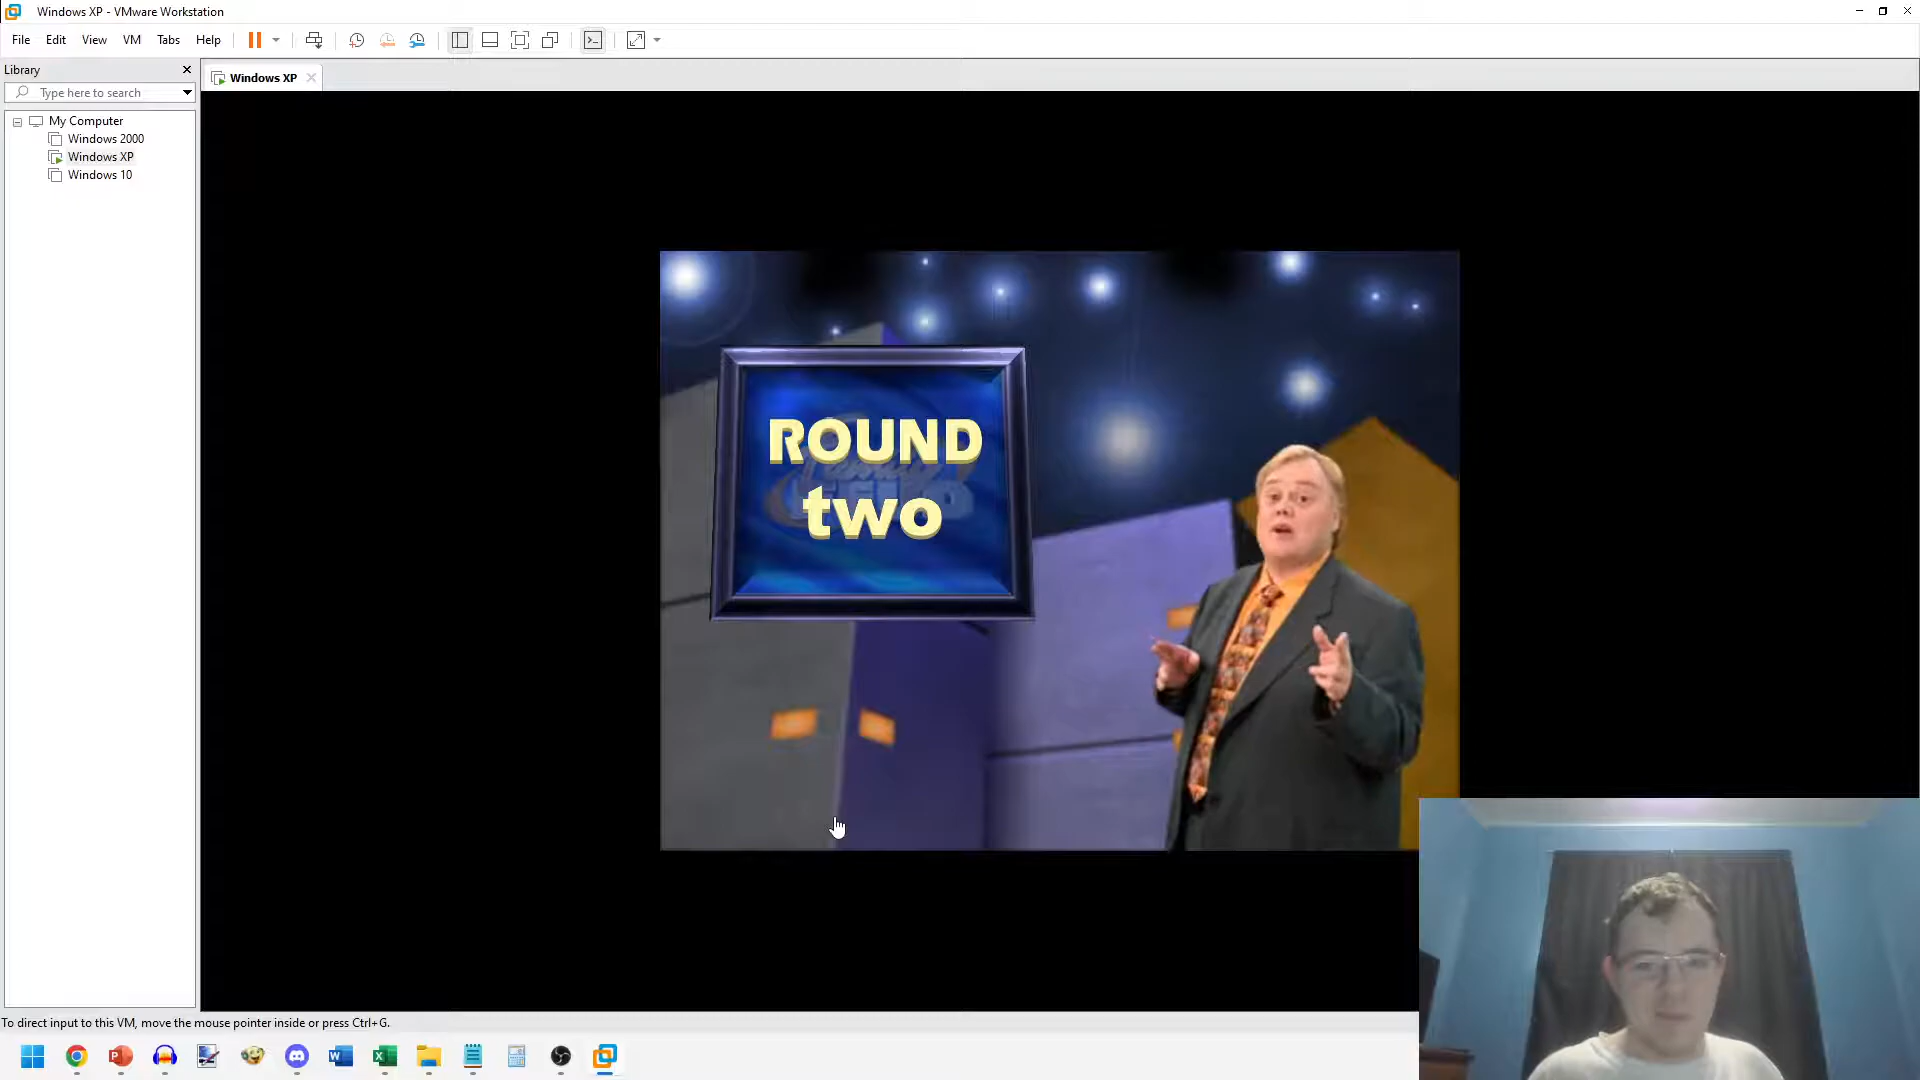 Windows XP - VMware Workstation
File Edit View VM Tabs Help
Library
Windows XP
Type here to search
My Computer
Windows 2000
Windows XP
Windows 10
ROUND
two
To direct input to this VM, move the mouse pointer inside or press Ctrl+G.